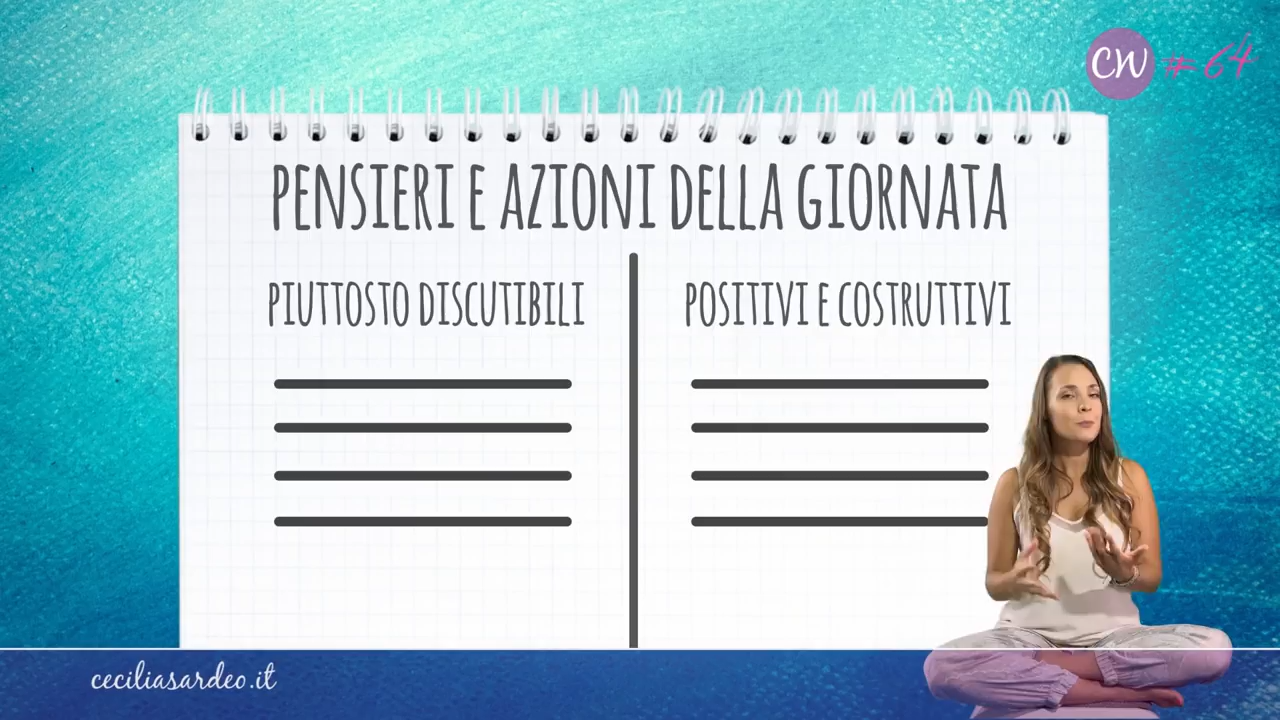 CW #64
PENSIERI E AZIONI DELLA GIORNATA
PIUTTOSTO DISCUTIBILI
POSITIVI E COSTRUTTIVI
ceciliasardeo.it